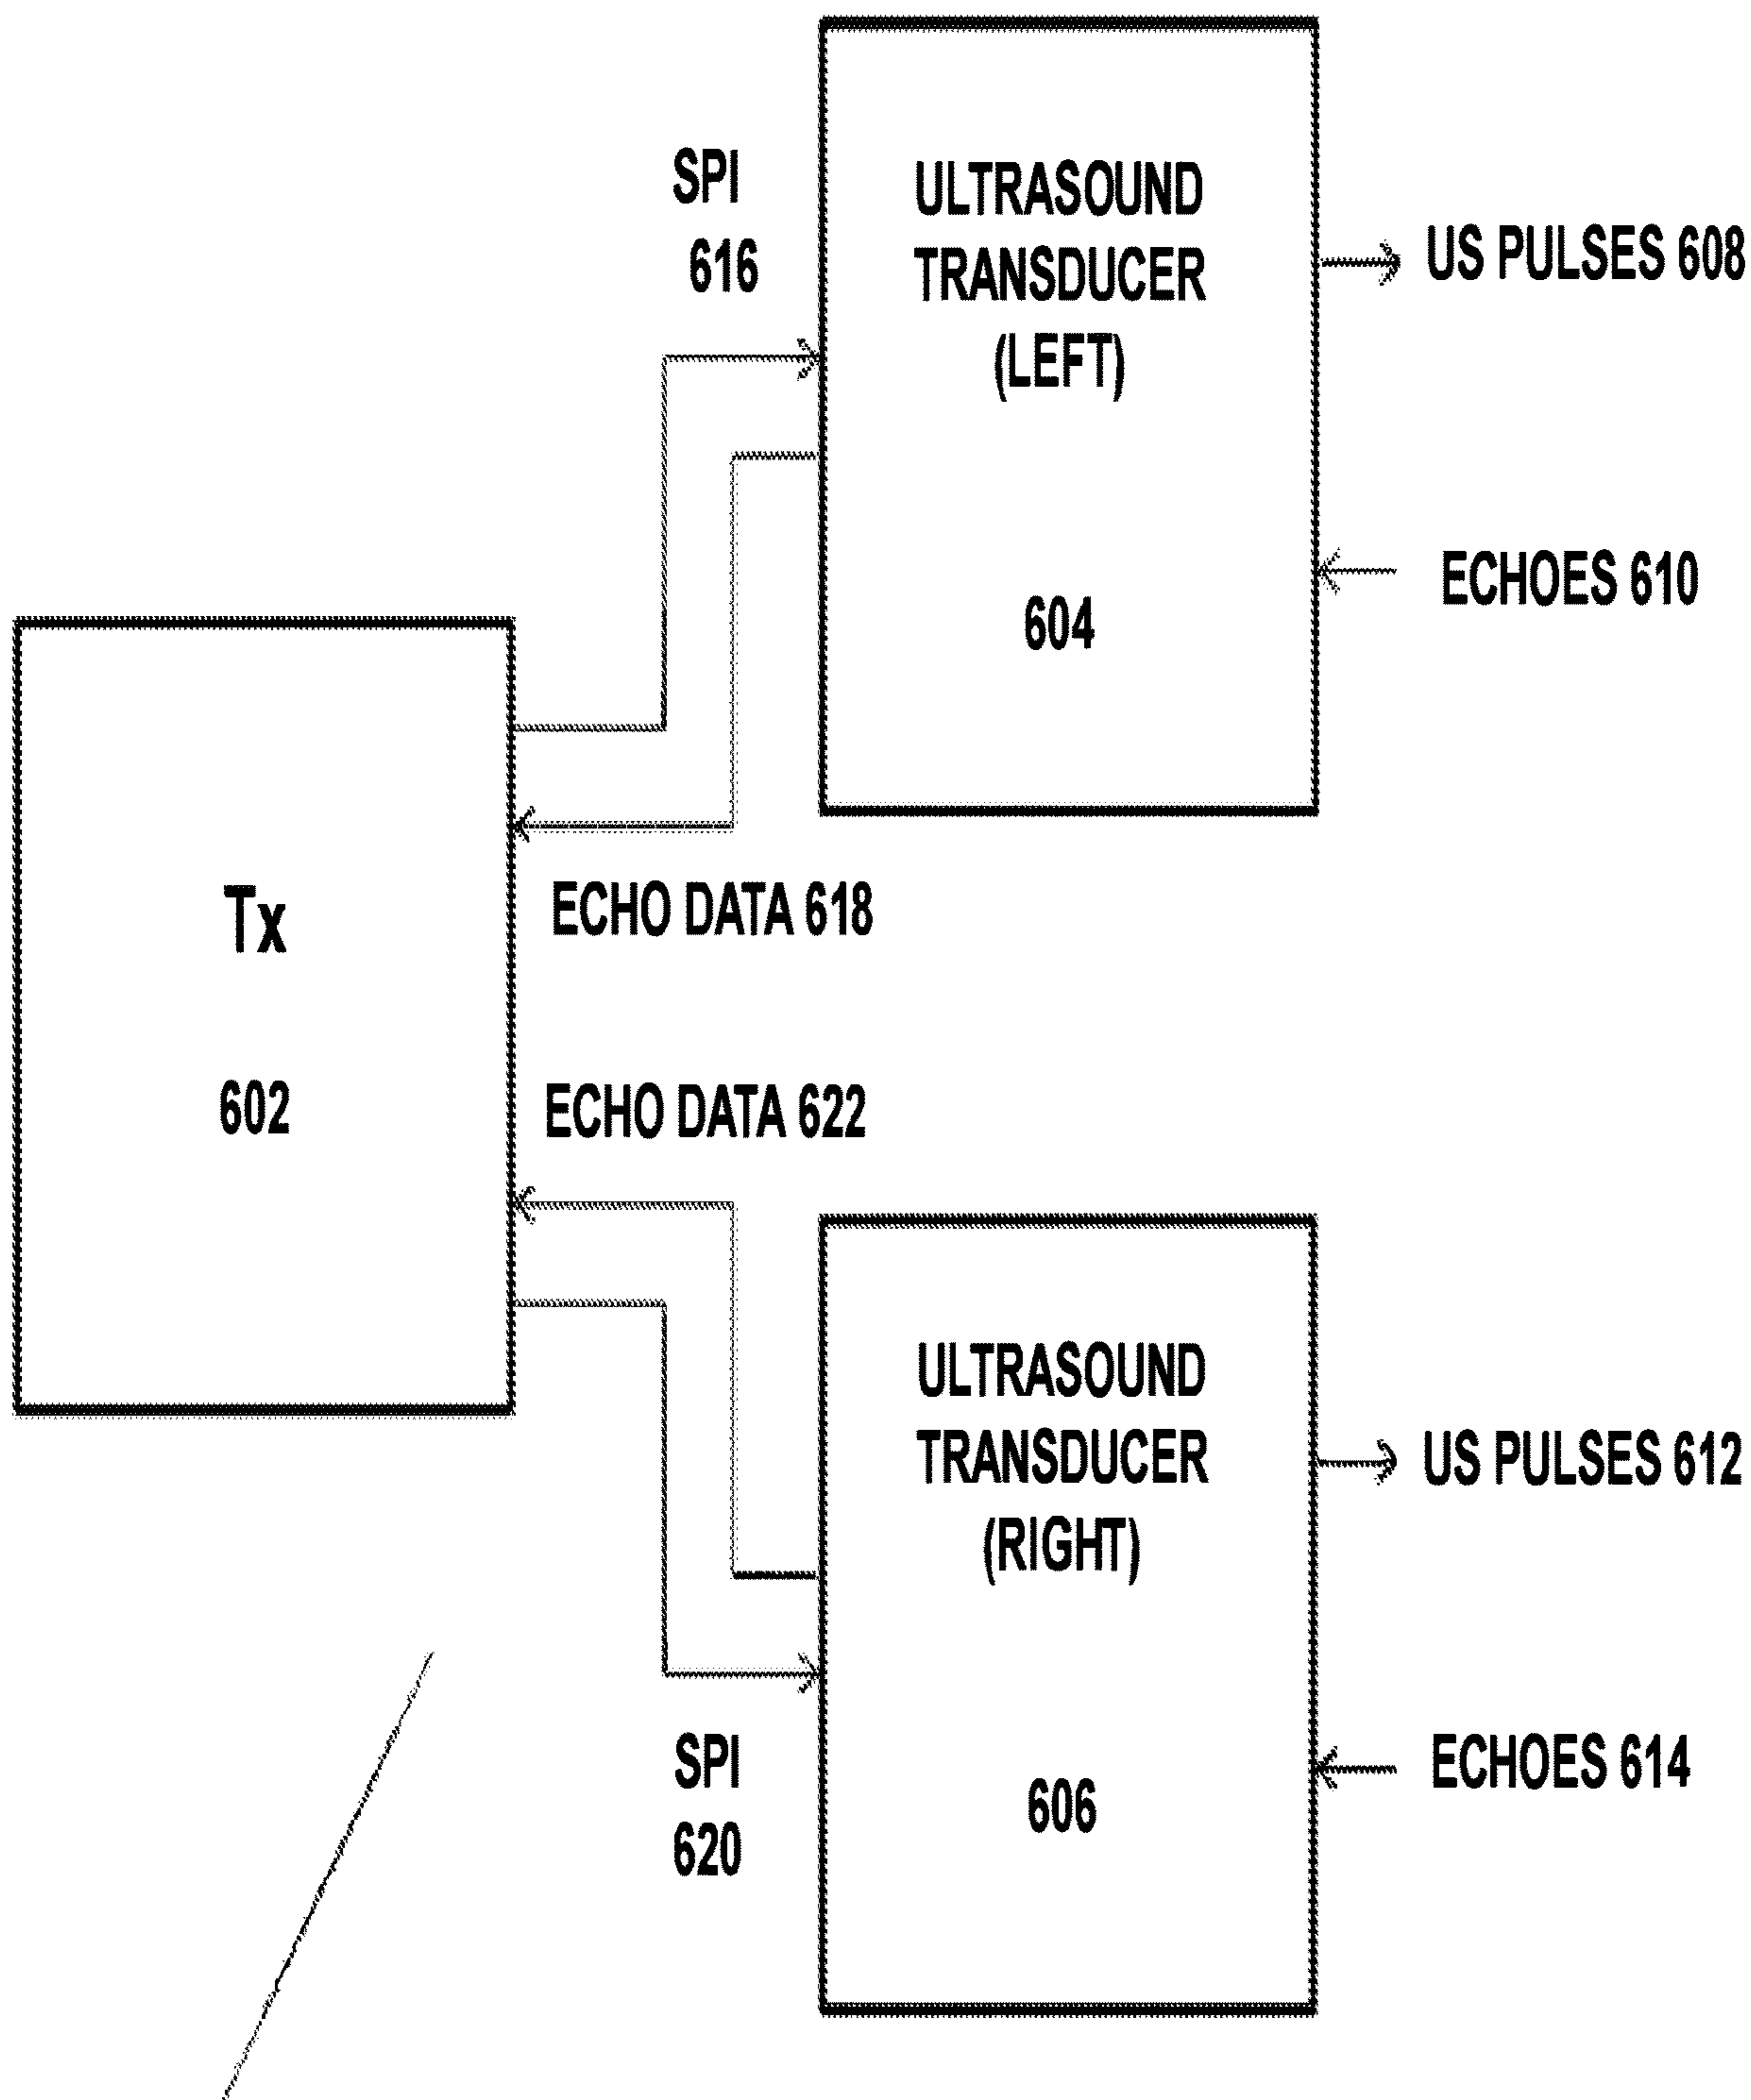 SPI
616
ULTRASOUND
TRANSDUCER
(LEFT)
604
US PULSES 608
ECHOES 610
Tx
602
ECHO DATA 618
ECHO DATA 622
ULTRASOUND
TRANSDUCER
(RIGHT)
606
US PULSES 612
ECHOES 614
SPI
620